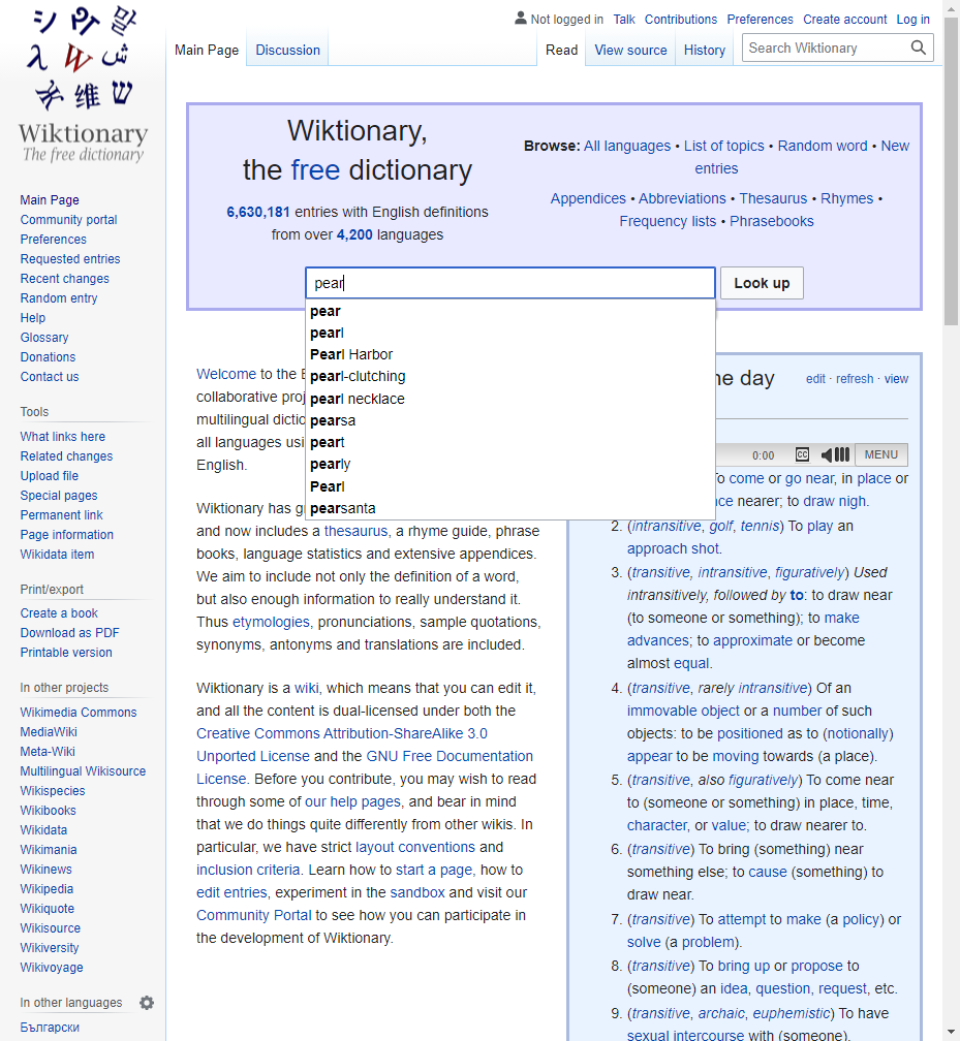 Wiktionary
The free dictionary
Not logged in Talk Contributions Preferences Create account Log in
Main Page Discussion Read View source History Search Wiktionary
Main Page
Community portal
Preferences
Requested entries
Recent changes
Random entry
Help
Glossary
Donations
Contact us
Tools
What links here
Related changes
Upload file
Special pages
Permanent link
Page information
Wikidata item
Print/export
Create a book
Download as PDF
Printable version
In other projects
Wikimedia Commons
MediaWiki
Meta-Wiki
Multilingual Wikisource
Wikispecies
Wikibooks
Wikidata
Wikimania
Wikinews
Wikipedia
Wikiquote
Wikisource
Wikiversity
Wikivoyage
In other languages
Български
Wiktionary,
the free dictionary
6,630,181 entries with English definitions
from over 4,200 languages
Browse: All languages • List of topics • Random word • New
entries
Appendices • Abbreviations • Thesaurus • Rhymes •
Frequency lists • Phrasebooks
pear
Look up
pear
pearl
Pearl Harbor
pearl-clutching
pearl necklace
pearsa
peart
pearly
Pearl
pearsanta
Welcome to the
collaborative
multilingual
all languages
English.
Wiktionary has
and now includes a thesaurus, a rhyme guide, phrase
books, language statistics and extensive appendices.
We aim to include not only the definition of a word,
but also enough information to really understand it.
Thus etymologies, pronunciations, sample quotations,
synonyms, antonyms and translations are included.
Wiktionary is a wiki, which means that you can edit it,
and all the content is dual-licensed under both the
Creative Commons Attribution-ShareAlike 3.0
Unported License and the GNU Free Documentation
License. Before you contribute, you may wish to read
through some of our help pages, and bear in mind
that we do things quite differently from other wikis. In
particular, we have strict layout conventions and
inclusion criteria. Learn how to start a page, how to
edit entries, experiment in the sandbox and visit our
Community Portal to see how you can participate in
the development of Wiktionary.
day edit · refresh · view
0:00 CC MENU
come or go near, in place or
nearer; to draw nigh.
2. (intransitive, golf, tennis) To play an
approach shot.
3. (transitive, intransitive, figuratively) Used
intransitively, followed by to: to draw near
(to someone or something); to make
advances; to approximate or become
almost equal.
4. (transitive, rarely intransitive) Of an
immovable object or a number of such
objects: to be positioned as to (notionally)
appear to be moving towards (a place).
5. (transitive, also figuratively) To come near
to (someone or something) in place, time,
character, or value; to draw nearer to.
6. (transitive) To bring (something) near
something else; to cause (something) to
draw near.
7. (transitive) To attempt to make (a policy) or
solve (a problem).
8. (transitive) To bring up or propose to
(someone) an idea, question, request, etc.
9. (transitive, archaic, euphemistic) To have
sexual intercourse with (someone).